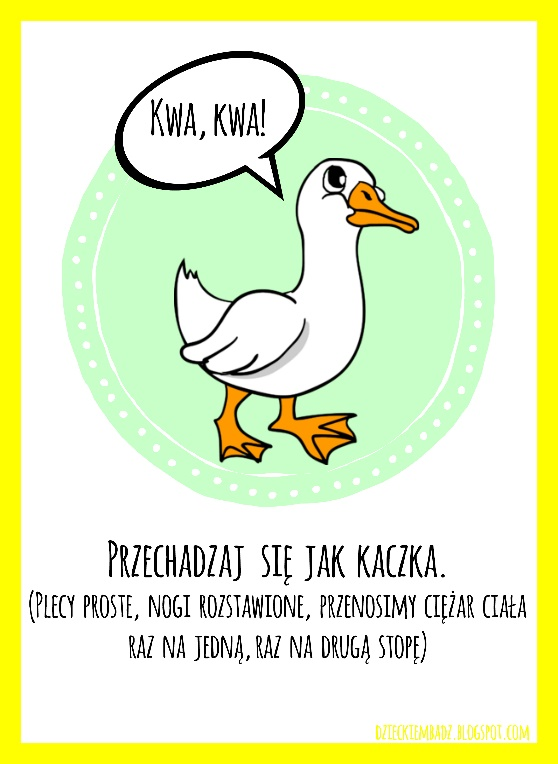 Kwa, kwa!
Przechadzaj się jak kaczka.
(Plecy proste, nogi rozstawione, przenosimy ciężar ciała
raz na jedną, raz na drugą stopę)
dzieckiembadz.blogspot.com